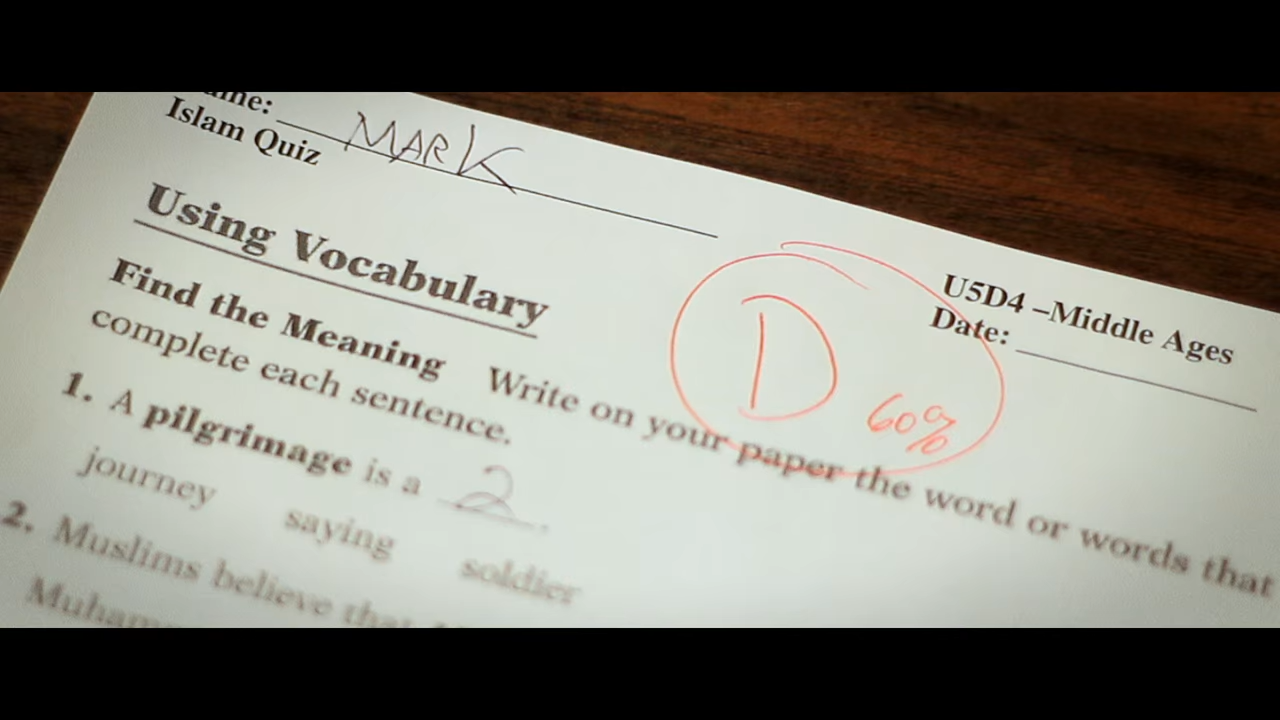 ame: MARK
Islam Quiz
U5D4 –Middle Ages
Date:
D 60%
Using Vocabulary
Find the Meaning Write on your paper the word or words that
complete each sentence.
1. A pilgrimage is a 2.
journey saying soldier
2. Muslims believe that